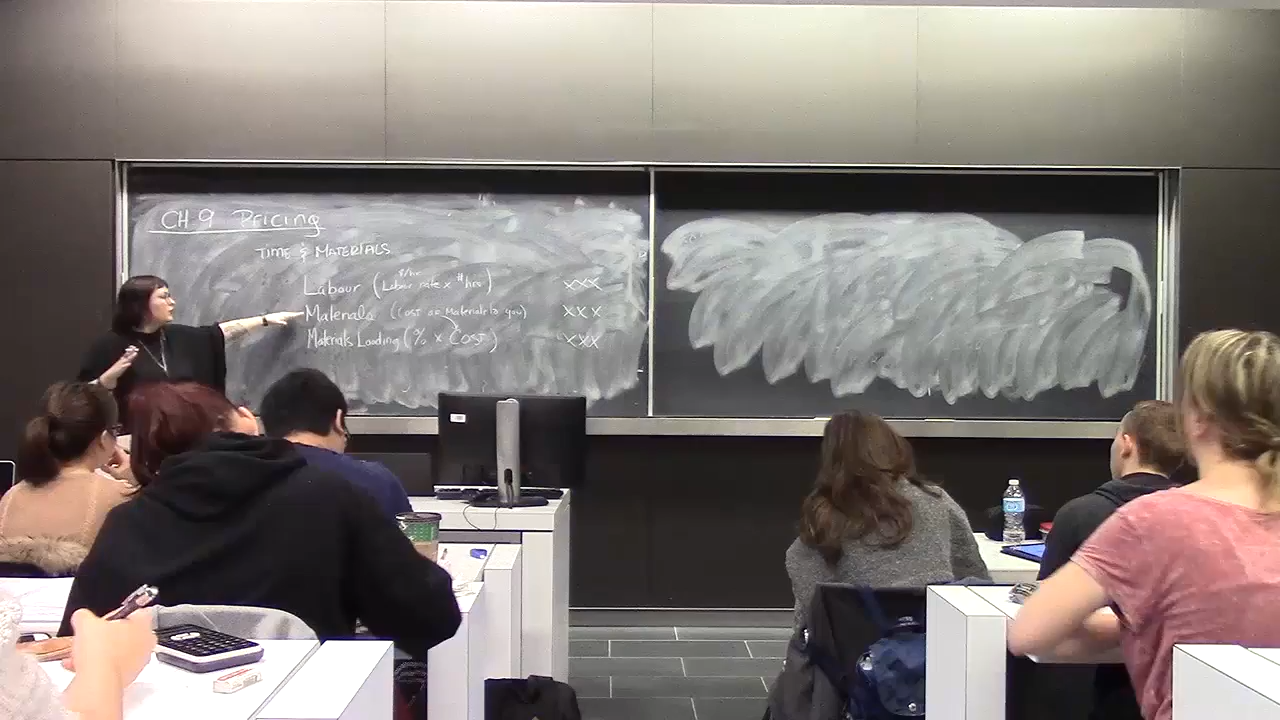 CH.9 Pricing
TIME & MATERIALS
$/hr
Labour (Labour rate x # hrs) XXX
Materials (Cost of Materials to you) XXX
Materials Loading (% x Cost) XXX